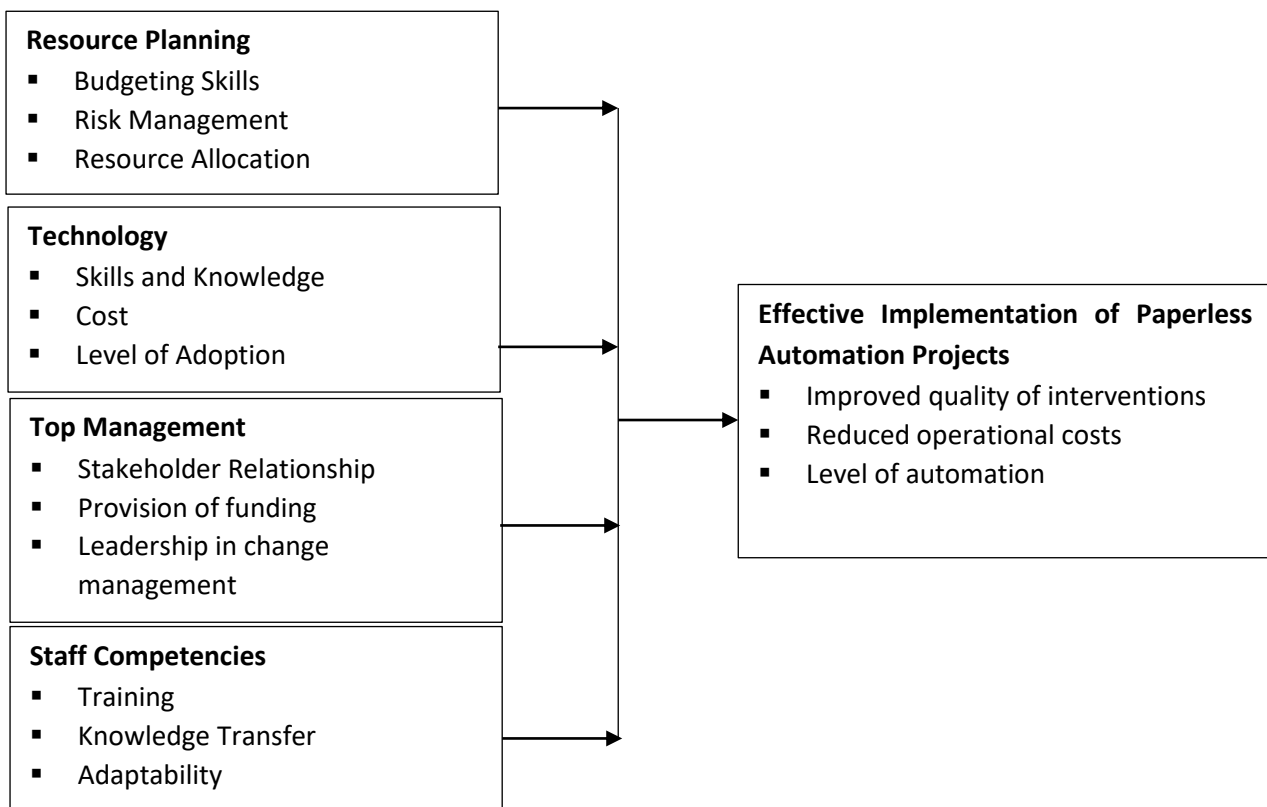 Resource Planning
▪ Budgeting Skills
▪ Risk Management
▪ Resource Allocation
Technology
▪ Skills and Knowledge
▪ Cost
▪ Level of Adoption
Top Management
▪ Stakeholder Relationship
▪ Provision of funding
▪ Leadership in change
management
Staff Competencies
▪ Training
▪ Knowledge Transfer
▪ Adaptability
Effective Implementation of Paperless
Automation Projects
▪ Improved quality of interventions
▪ Reduced operational costs
▪ Level of automation